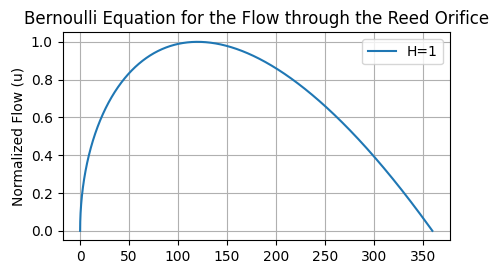 Bernoulli Equation for the Flow through the Reed Orifice
H=1
Normalized Flow (u)
1.0
0.8
0.6
0.4
0.2
0.0
0 50 100 150 200 250 300 350